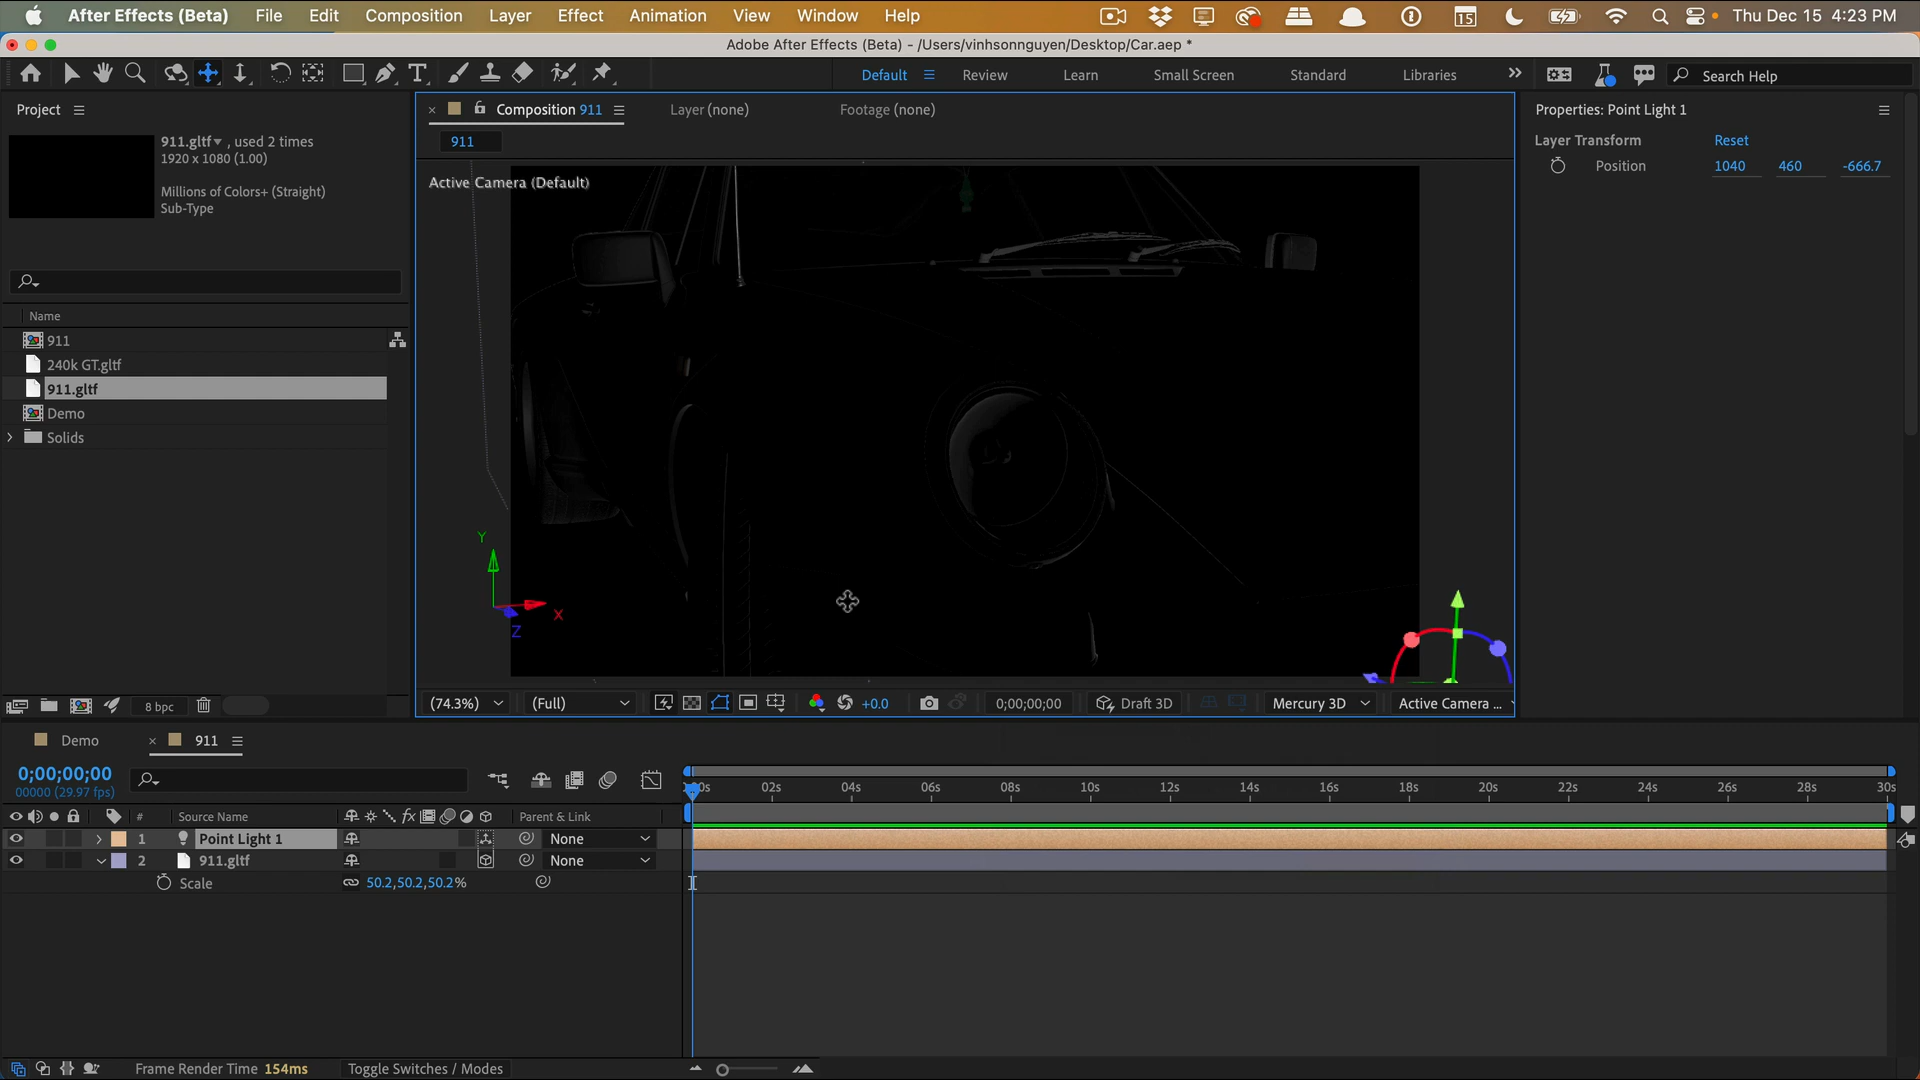 After Effects (Beta) File Edit Composition Layer Effect Animation View Window Help 15 Thu Dec 15 4:23 PM
Adobe After Effects (Beta) - /Users/vinhsonnguyen/Desktop/Car.aep *
Default Review Learn Small Screen Standard Libraries Search Help
Project
911.gltf , used 2 times
1920 x 1080 (1.00)
Millions of Colors+ (Straight)
Sub-Type
Name
911
240k GT.gltf
911.gltf
Demo
Solids
8 bpc
Composition 911 Layer (none) Footage (none)
911
Active Camera (Default)
Y
X
Z
(74.3%) (Full) +0.0 0;00;00;00 Draft 3D Mercury 3D Active Camera ...
Properties: Point Light 1
Layer Transform Reset
Position 1040 460 -666.7
Demo 911
0;00;00;00
00000 (29.97 fps)
02s 04s 06s 08s 10s 12s 14s 16s 18s 20s 22s 24s 26s 28s 30s
# Source Name fx Parent & Link
1 Point Light 1 None
2 911.gltf None
Scale 50.2,50.2,50.2%
Frame Render Time 154ms Toggle Switches / Modes